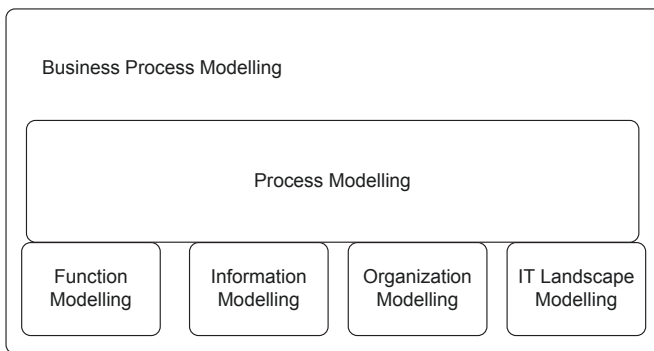 Business Process Modelling
Process Modelling
Function
Modelling
Information
Modelling
Organization
Modelling
IT Landscape
Modelling